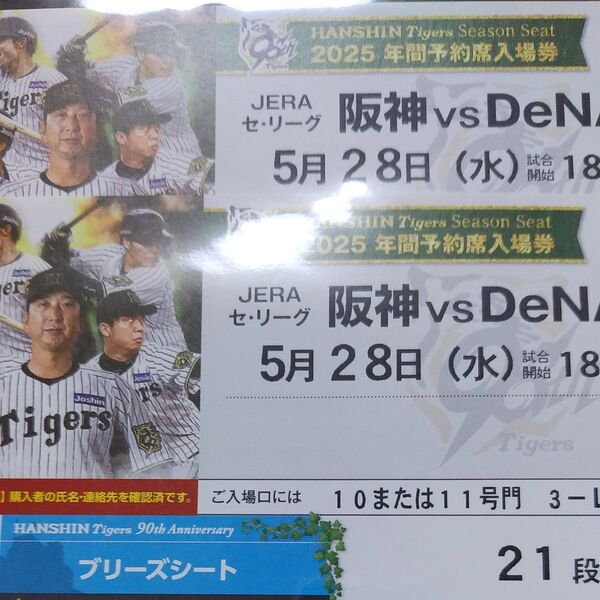 HANSHIN Tigers Season Seat
2025 年間予約席入場券
JERA
セ・リーグ
阪神 vs DeNA
5月28日(水) 試合開始 18
Tigers
HANSHIN Tigers Season Seat
2025 年間予約席入場券
JERA
セ・リーグ
阪神 vs DeNA
5月28日(水) 試合開始 18
Joshin
Tigers
Tigers
】購入者の氏名・連絡先を確認済です。
ご入場口には 10または11号門 3-L
HANSHIN Tigers 90th Anniversary
ブリーズシート
21段